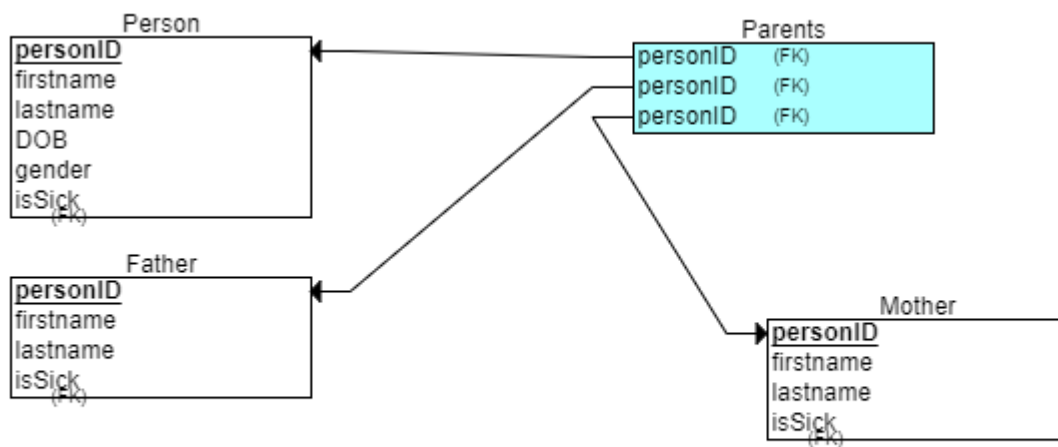 Person
personID
firstname
lastname
DOB
gender
isSick
(FK)
Parents
personID (FK)
personID (FK)
personID (FK)
Father
personID
firstname
lastname
isSick
(FK)
Mother
personID
firstname
lastname
isSick
(FK)